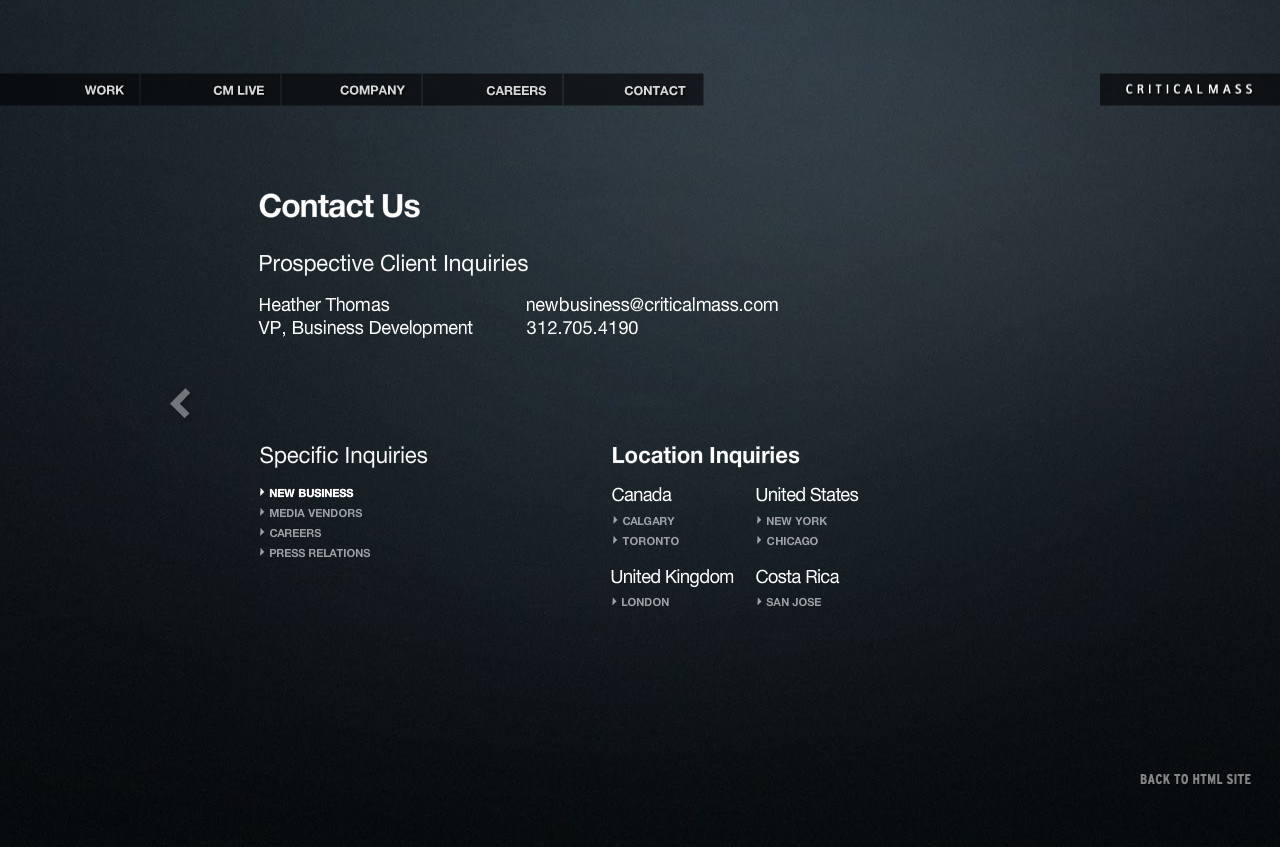 WORK CM LIVE COMPANY CAREERS CONTACT CRITICALMASS
Contact Us
Prospective Client Inquiries
Heather Thomas newbusiness@criticalmass.com
VP, Business Development 312.705.4190
Specific Inquiries
NEW BUSINESS
MEDIA VENDORS
CAREERS
PRESS RELATIONS
Location Inquiries
Canada United States
CALGARY NEW YORK
TORONTO CHICAGO
United Kingdom Costa Rica
LONDON SAN JOSE
BACK TO HTML SITE